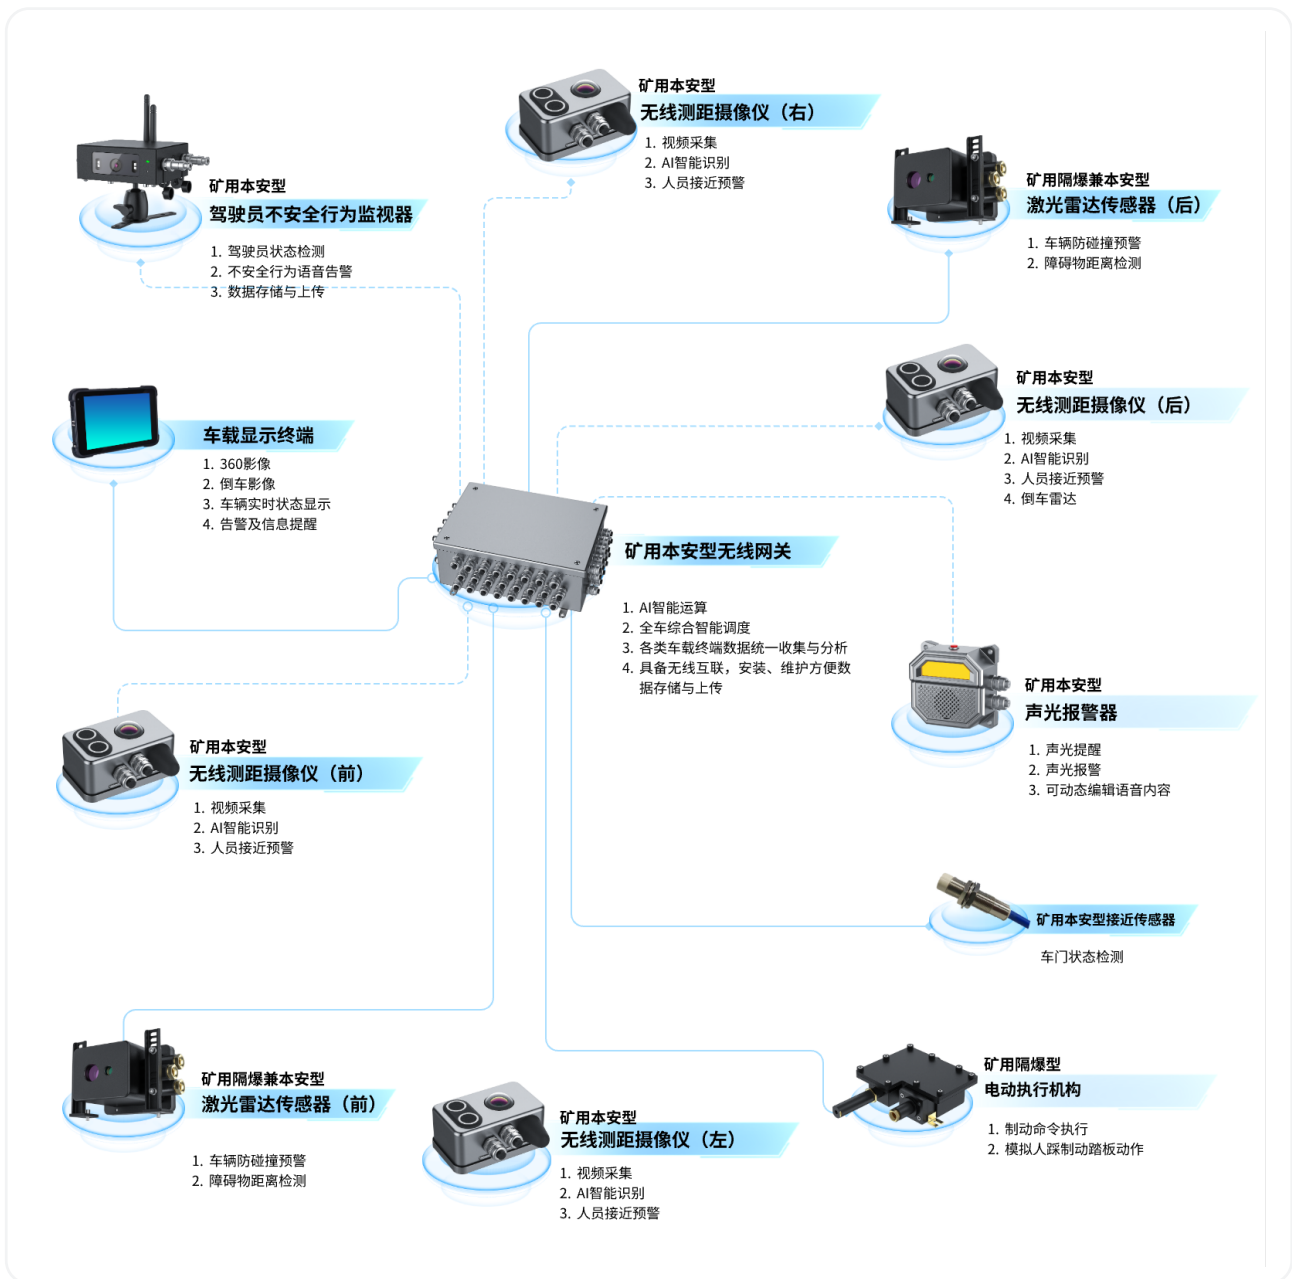 矿用本安型
无线测距摄像仪（右）
1. 视频采集
2. AI智能识别
3. 人员接近预警
矿用本安型
驾驶员不安全行为监视器
1. 驾驶员状态检测
2. 不安全行为语音告警
3. 数据存储与上传
矿用隔爆兼本安型
激光雷达传感器（后）
1. 车辆防碰撞预警
2. 障碍物距离检测
矿用本安型
无线测距摄像仪（后）
1. 视频采集
2. AI智能识别
3. 人员接近预警
4. 倒车雷达
车载显示终端
1. 360影像
2. 倒车影像
3. 车辆实时状态显示
4. 告警及信息提醒
矿用本安型无线网关
1. AI智能运算
2. 全车综合智能调度
3. 各类车载终端数据统一收集与分析
4. 具备无线互联，安装、维护方便数
据存储与上传
矿用本安型
声光报警器
1. 声光提醒
2. 声光报警
3. 可动态编辑语音内容
矿用本安型
无线测距摄像仪（前）
1. 视频采集
2. AI智能识别
3. 人员接近预警
矿用本安型接近传感器
车门状态检测
矿用隔爆兼本安型
激光雷达传感器（前）
1. 车辆防碰撞预警
2. 障碍物距离检测
矿用本安型
无线测距摄像仪（左）
1. 视频采集
2. AI智能识别
3. 人员接近预警
矿用隔爆型
电动执行机构
1. 制动命令执行
2. 模拟人踩制动踏板动作